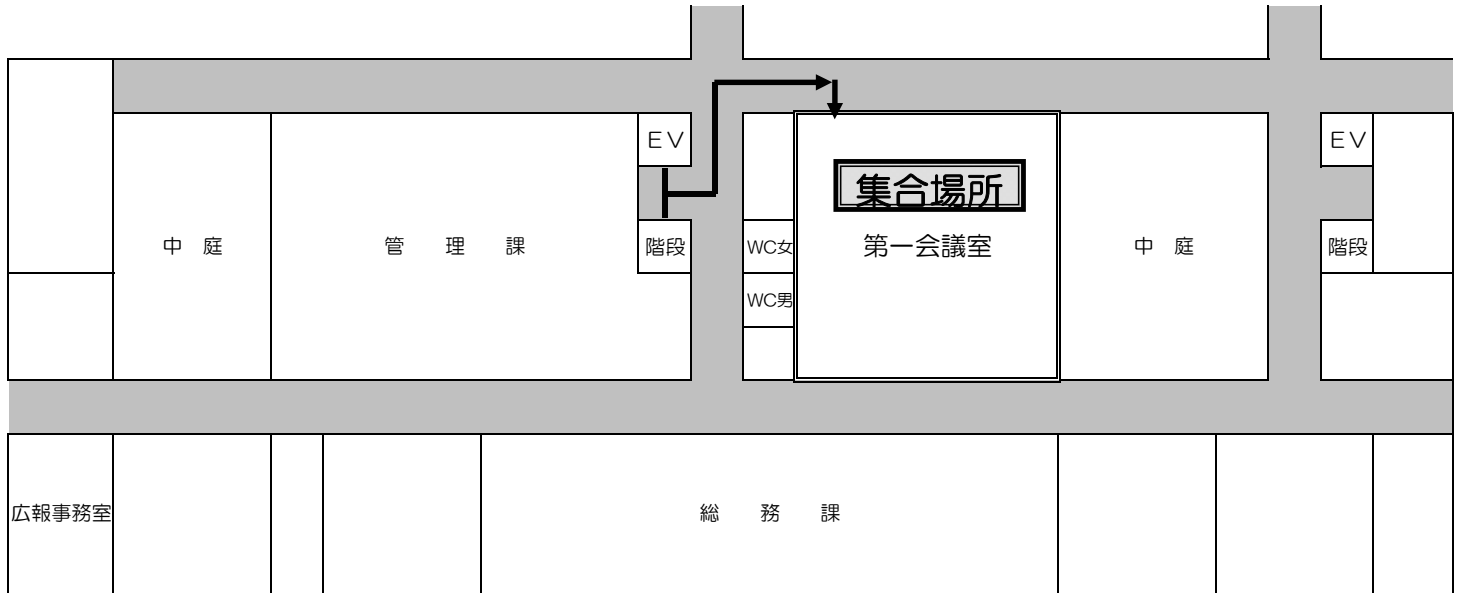 EV
EV
集合場所
中 庭
管 理 課
階段
WC女
第一会議室
中 庭
階段
WC男
広報事務室
総 務 課